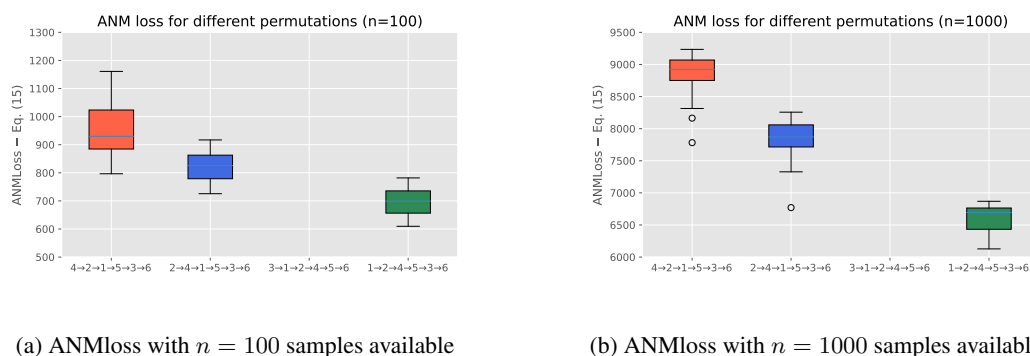 ANM loss for different permutations (n=100)
1300
1200
1100
1000
900
800
700
600
500
ANMLoss − Eq. (15)
4→2→1→5→3→6 2→4→1→5→3→6 3→1→2→4→5→6 1→2→4→5→3→6
(a) ANMloss with n = 100 samples available
ANM loss for different permutations (n=1000)
9500
9000
8500
8000
7500
7000
6500
6000
ANMLoss − Eq. (15)
4→2→1→5→3→6 2→4→1→5→3→6 3→1→2→4→5→6 1→2→4→5→3→6
(b) ANMloss with n = 1000 samples availabl